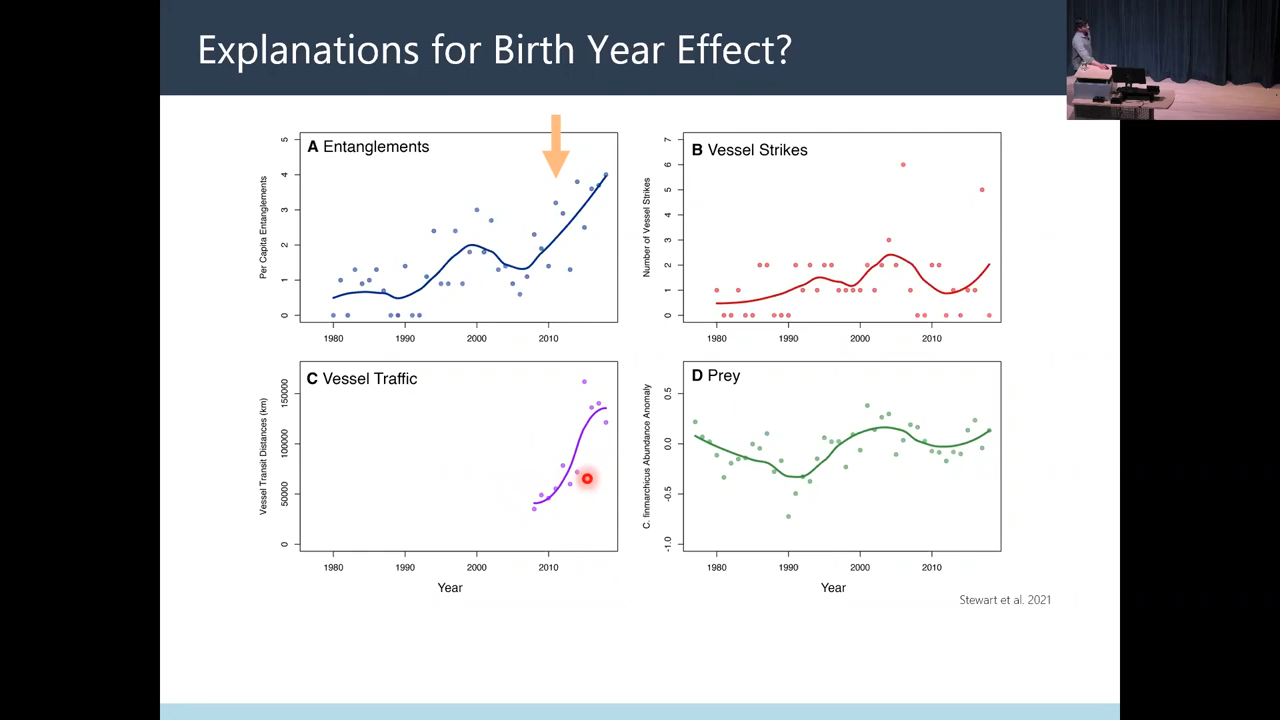 Explanations for Birth Year Effect?
A Entanglements
Per Capita Entanglements
5
4
3
2
1
0
1980 1990 2000 2010
B Vessel Strikes
Number of Vessel Strikes
7
6
5
4
3
2
1
0
1980 1990 2000 2010
C Vessel Traffic
Vessel Transit Distances (km)
150000
100000
50000
0
1980 1990 2000 2010
Year
D Prey
C. finmarchicus Abundance Anomaly
0.5
0.0
-0.5
-1.0
1980 1990 2000 2010
Year
Stewart et al. 2021